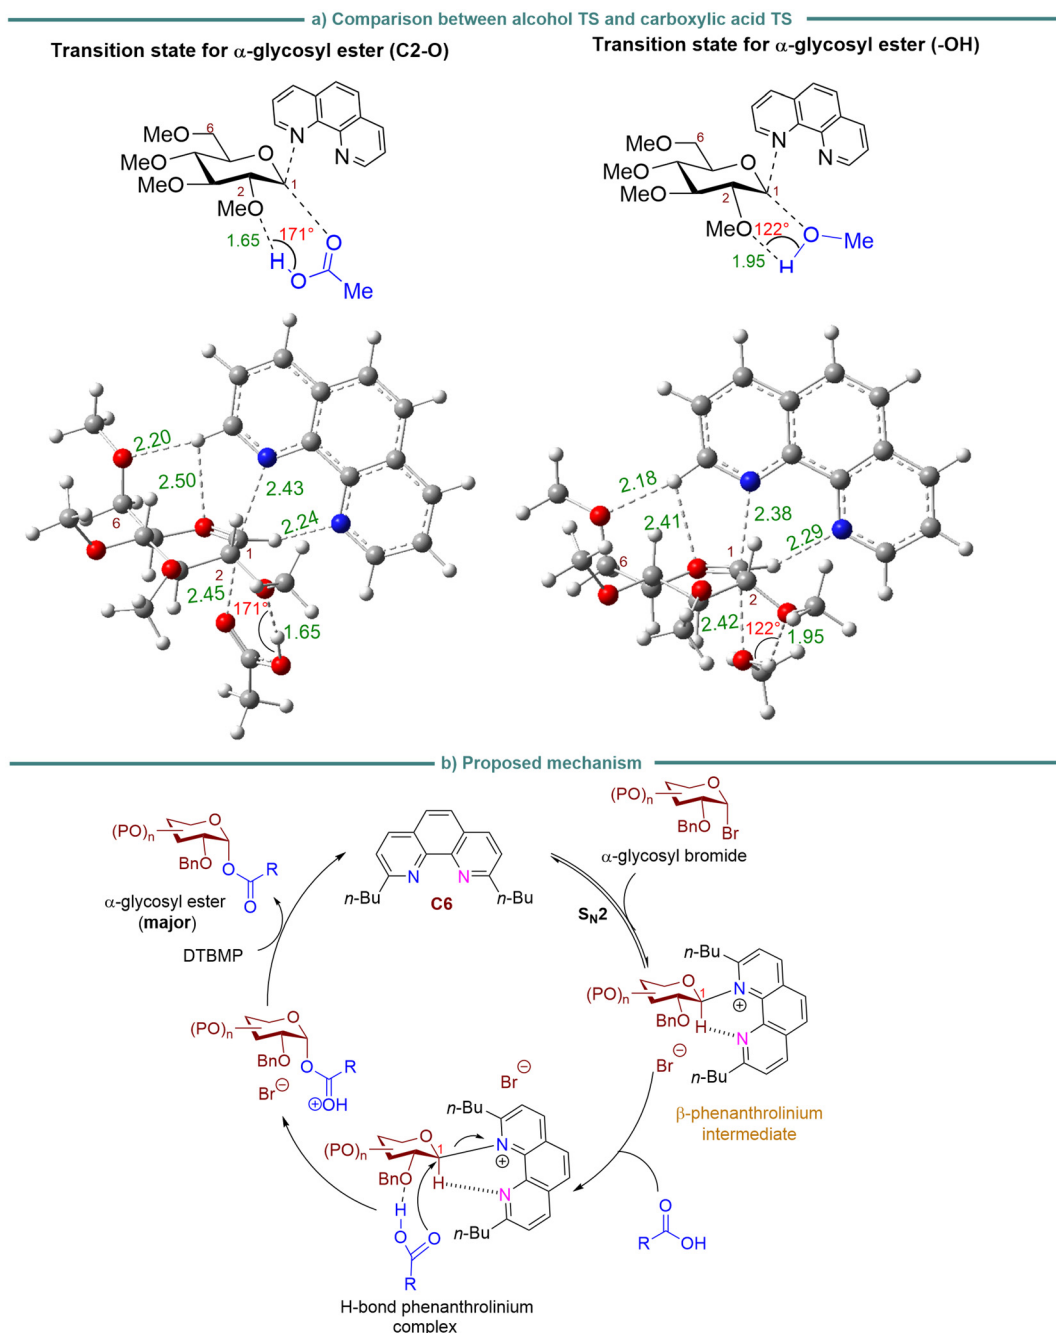 a) Comparison between alcohol TS and carboxylic acid TS
Transition state for α-glycosyl ester (C2-O)
Transition state for α-glycosyl ester (-OH)
6
MeO
O
N
MeO
N
MeO
2
1
MeO
1.65
171°
O
H
O
Me
6
MeO
O
N
MeO
N
MeO
2
1
MeO
122°
O
Me
1.95
H
2.20
2.50
2.43
2.24
6
1
2
2.45
171°
1.65
2.18
2.41
2.38
2.29
6
1
2
2.42
122°
1.95
b) Proposed mechanism
(PO)n
O
BnO
Br
α-glycosyl bromide
(PO)n
O
BnO
O
R
O
α-glycosyl ester
(major)
DTBMP
N
N
n-Bu
n-Bu
C6
SN2
n-Bu
(PO)n
O
1
N
⊕
BnO
H
N
Br⊖
n-Bu
β-phenanthrolinium
intermediate
(PO)n
O
BnO
O
R
Br⊖
⊕OH
Br⊖
n-Bu
(PO)n
O
1
N
⊕
BnO
H
N
H
O
O
n-Bu
R
H-bond phenanthrolinium
complex
O
R
OH